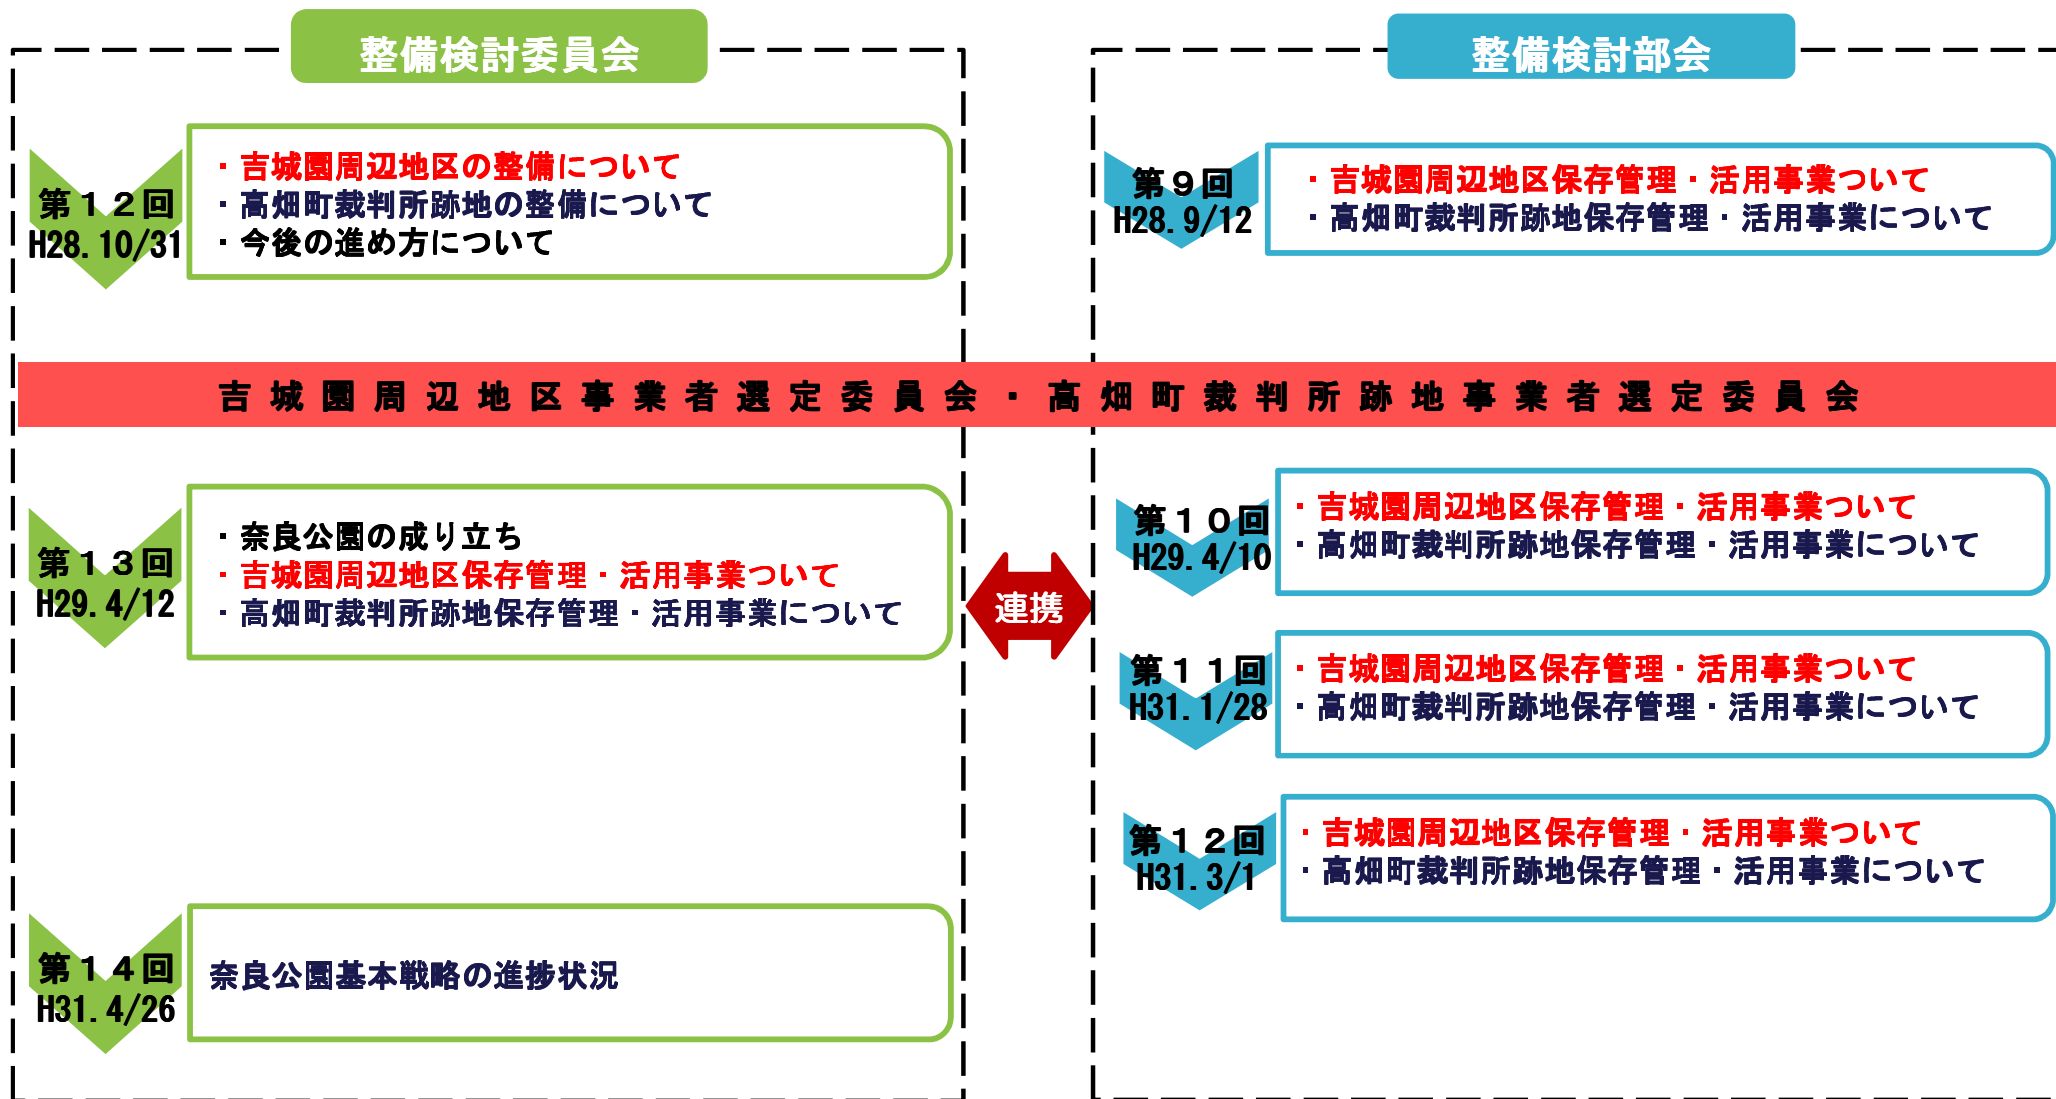 整備検討委員会
第１２回
H28.10/31
・吉城園周辺地区の整備について
・高畑町裁判所跡地の整備について
・今後の進め方について
整備検討部会
第９回
H28.9/12
・吉城園周辺地区保存管理・活用事業ついて
・高畑町裁判所跡地保存管理・活用事業について
吉城園周辺地区事業者選定委員会・高畑町裁判所跡地事業者選定委員会
第１３回
H29.4/12
・奈良公園の成り立ち
・吉城園周辺地区保存管理・活用事業ついて
・高畑町裁判所跡地保存管理・活用事業について
連携
第１０回
H29.4/10
・吉城園周辺地区保存管理・活用事業ついて
・高畑町裁判所跡地保存管理・活用事業について
第１１回
H31.1/28
・吉城園周辺地区保存管理・活用事業ついて
・高畑町裁判所跡地保存管理・活用事業について
第１２回
H31.3/1
・吉城園周辺地区保存管理・活用事業ついて
・高畑町裁判所跡地保存管理・活用事業について
第１４回
H31.4/26
奈良公園基本戦略の進捗状況